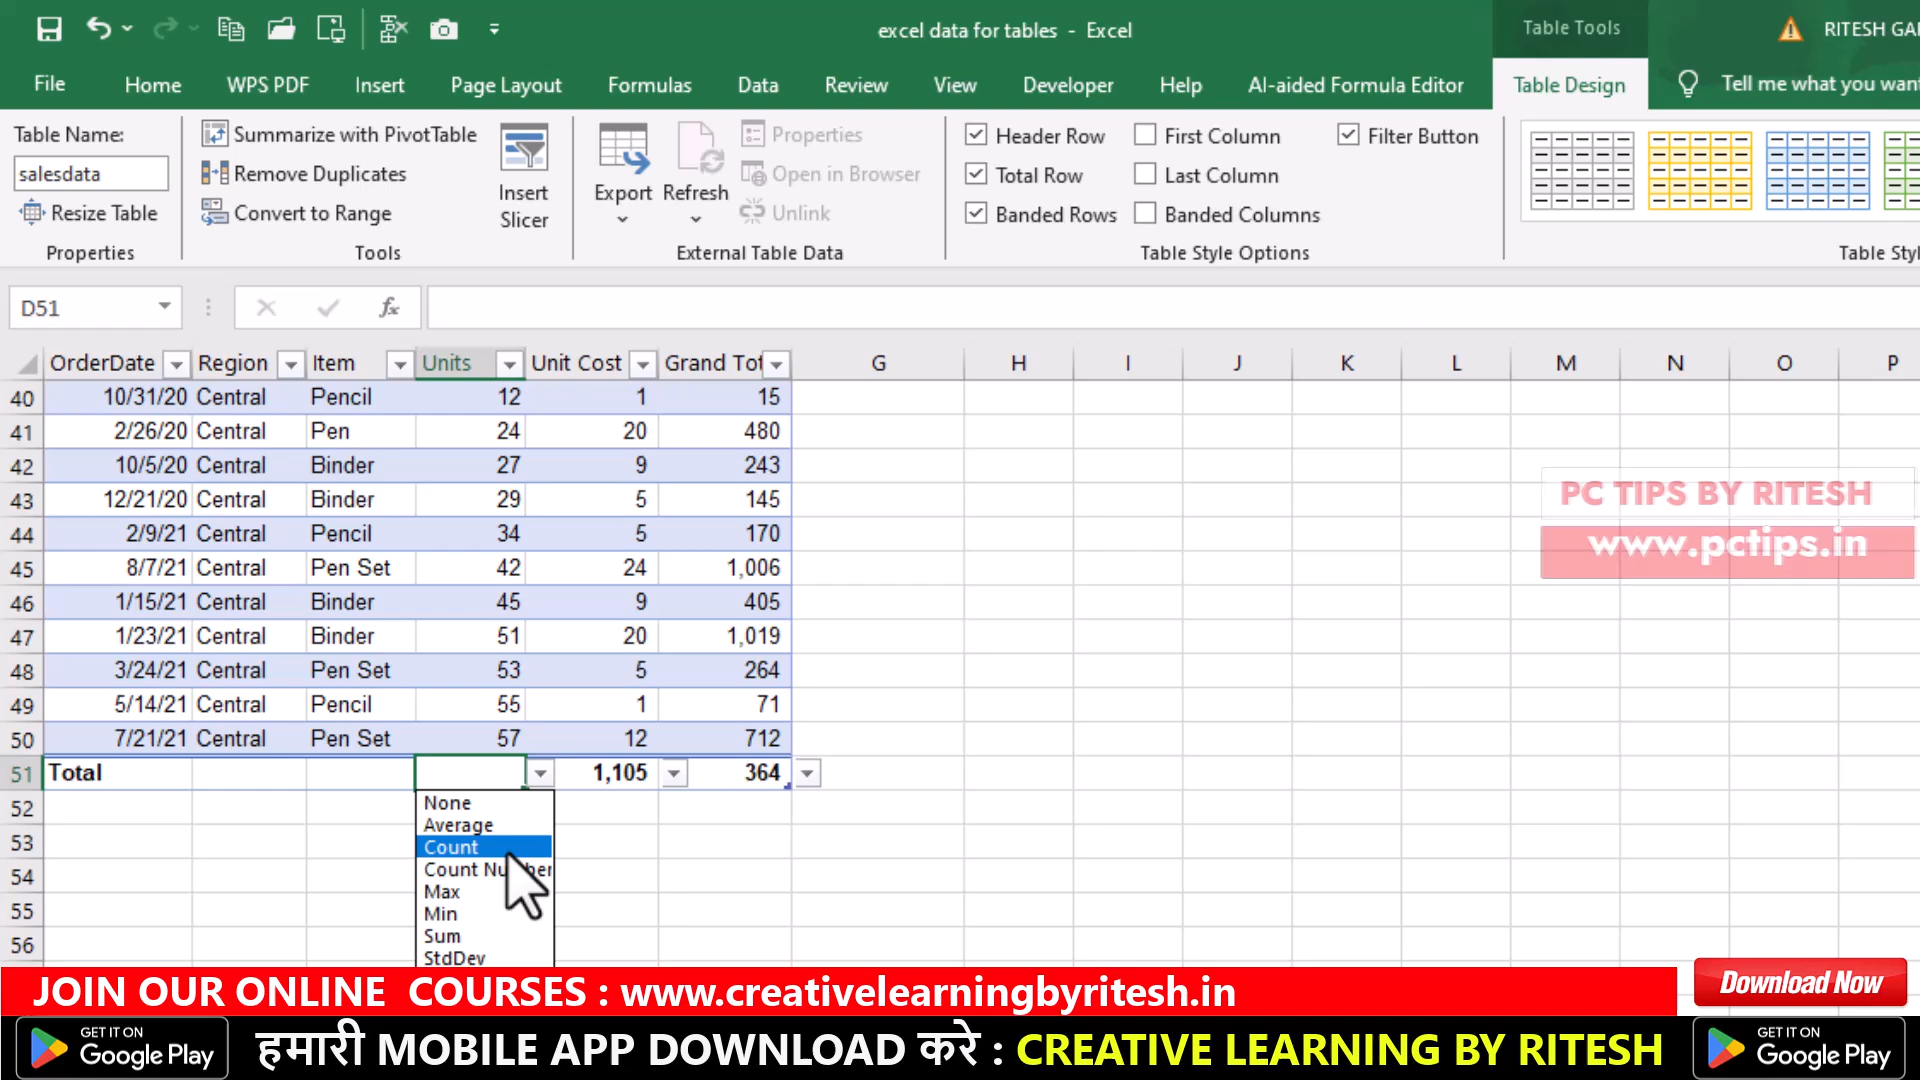 excel data for tables - Excel
Table Tools
RITESH GAR
File Home WPS PDF Insert Page Layout Formulas Data Review View Developer Help AI-aided Formula Editor Table Design Tell me what you want
Table Name:
salesdata
Resize Table
Properties
Summarize with PivotTable
Remove Duplicates
Convert to Range
Tools
Insert
Slicer
Export
Refresh
Properties
Open in Browser
Unlink
External Table Data
Header Row
Total Row
Banded Rows
First Column
Last Column
Banded Columns
Filter Button
Table Style Options
Table Styl
D51
fx
OrderDate Region Item Units Unit Cost Grand Tot G H I J K L M N O P
40 10/31/20 Central Pencil 12 1 15
41 2/26/20 Central Pen 24 20 480
42 10/5/20 Central Binder 27 9 243
43 12/21/20 Central Binder 29 5 145
44 2/9/21 Central Pencil 34 5 170
45 8/7/21 Central Pen Set 42 24 1,006
46 1/15/21 Central Binder 45 9 405
47 1/23/21 Central Binder 51 20 1,019
48 3/24/21 Central Pen Set 53 5 264
49 5/14/21 Central Pencil 55 1 71
50 7/21/21 Central Pen Set 57 12 712
51 Total 1,105 364
52
53
54
55
56
None
Average
Count
Count
Max
Min
Sum
StdDev
PC TIPS BY RITESH
www.pctips.in
JOIN OUR ONLINE COURSES : www.creativelearningbyritesh.in
Download Now
GET IT ON
Google Play
हमारी MOBILE APP DOWNLOAD करे : CREATIVE LEARNING BY RITESH
GET IT ON
Google Play